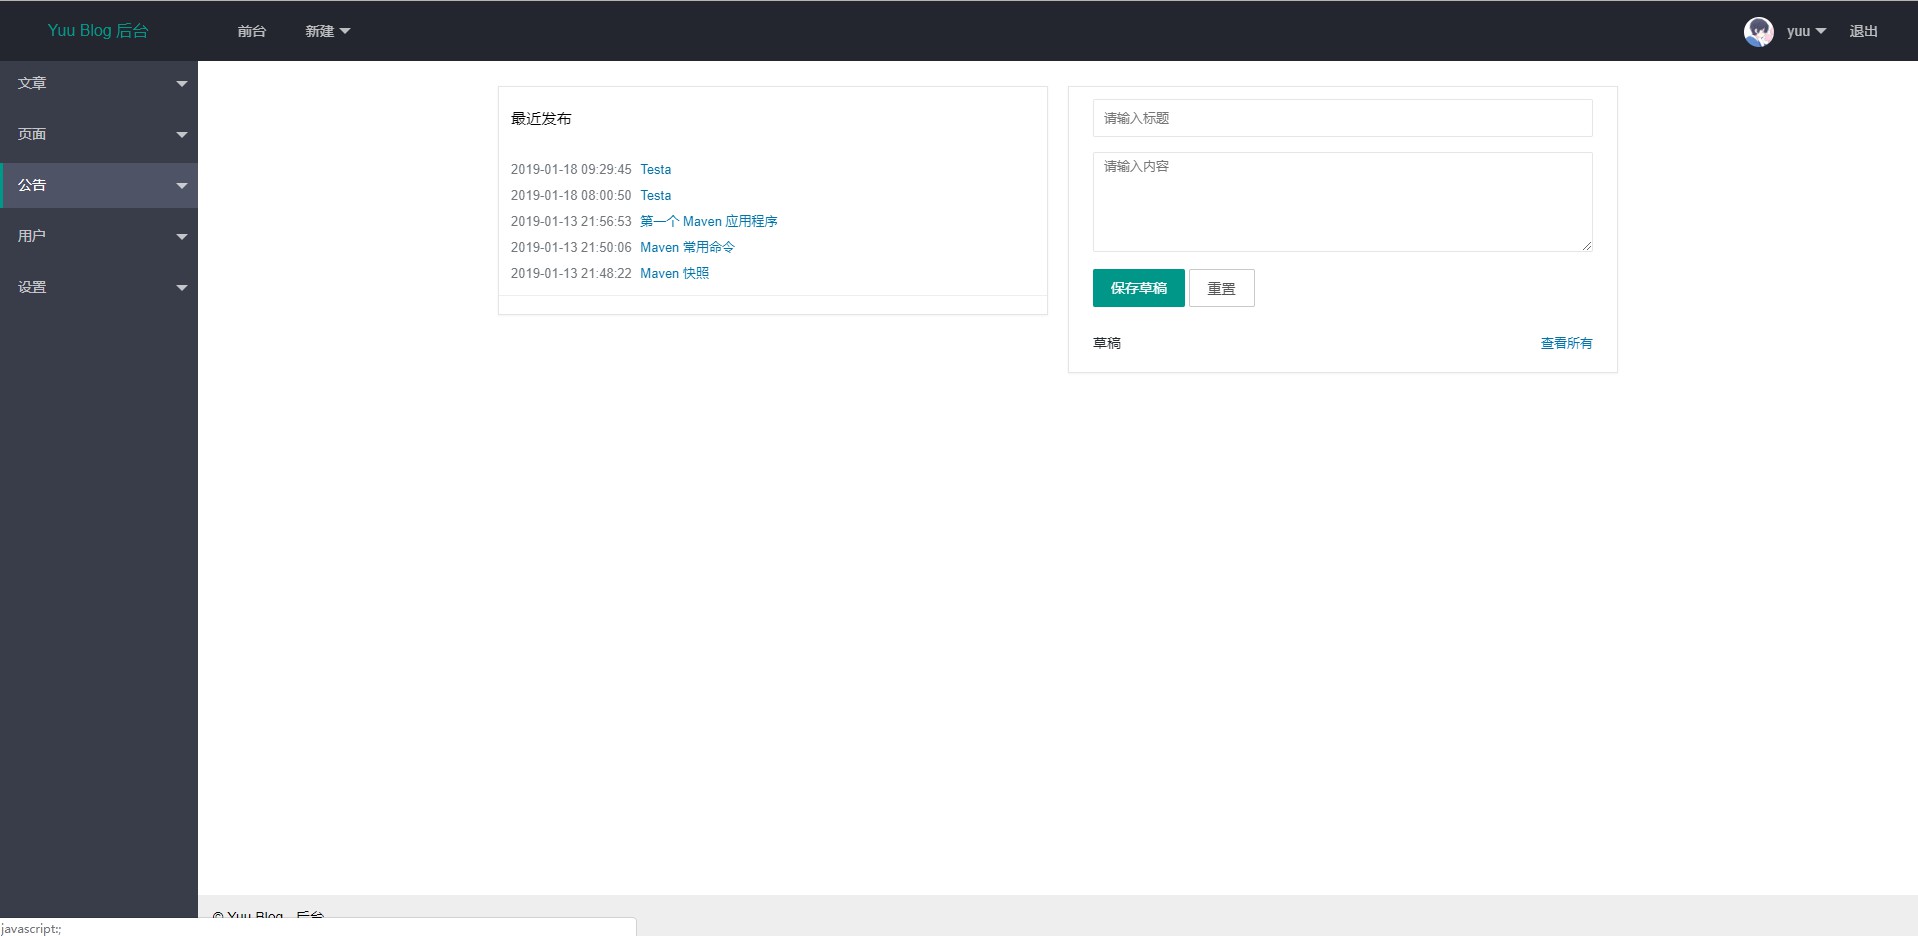 Yuu Blog 后台
前台
新建
yuu
退出
文章
页面
公告
用户
设置
最近发布
2019-01-18 09:29:45 Testa
2019-01-18 08:00:50 Testa
2019-01-13 21:56:53 第一个 Maven 应用程序
2019-01-13 21:50:06 Maven 常用命令
2019-01-13 21:48:22 Maven 快照
请输入标题
请输入内容
保存草稿
重置
草稿
查看所有
© Yuu Blog - 后台
javascript:;